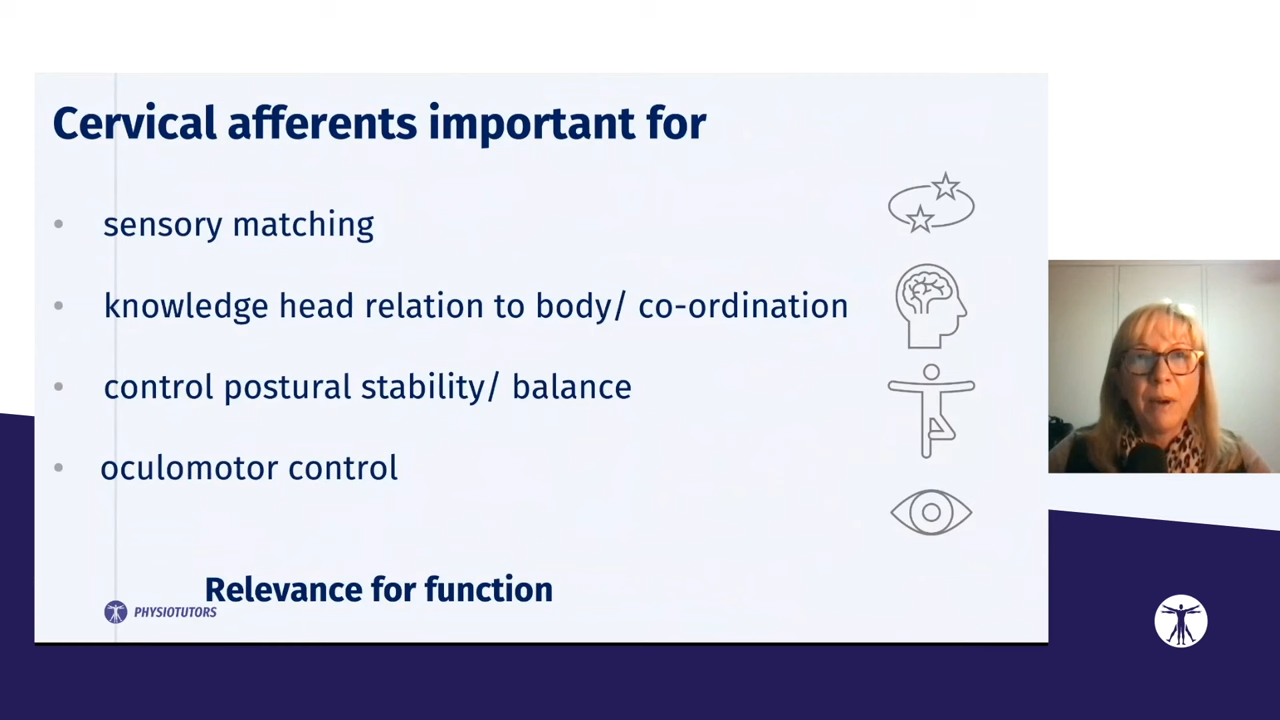 Cervical afferents important for
sensory matching
knowledge head relation to body/ co-ordination
control postural stability/ balance
oculomotor control
Relevance for function
PHYSIOTUTORS